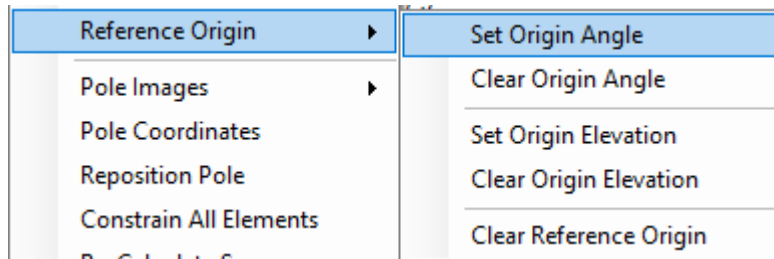 Reference Origin
Pole Images
Pole Coordinates
Reposition Pole
Constrain All Elements
Set Origin Angle
Clear Origin Angle
Set Origin Elevation
Clear Origin Elevation
Clear Reference Origin